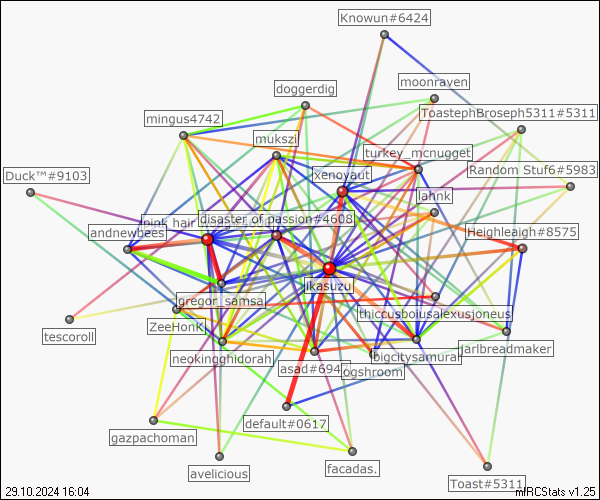 Knowun#6424
moonraven
doggerdig
ToastephBroseph5311#5311
mingus4742
mukszi
turkey_mcnugget
Duck™#9103
xenoyaut
Random Stuf6#5983
lahnk
pink_hair
disaster_of_passion#4608
andnewbees
Heighleigh#8575
ikasuzu
gregor_samsa
thiccusboiusalexusjoneus
ZeeHonK
tescoroll
neokingghidorah
bigcitysamurai
jarlbreadmaker
asad#694
ogshroom
default#0617
gazpachoman
avelicious
facadas.
Toast#5311
29.10.2024 16:04
mIRCStats v1.25